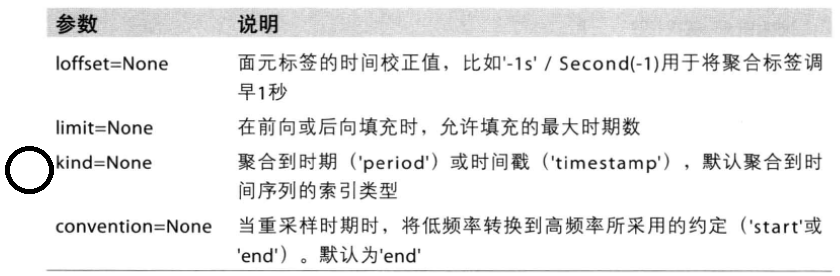 参数 说明
loffset=None 面元标签的时间校正值，比如'-1s' / Second(-1)用于将聚合标签调
早1秒
limit=None 在前向或后向填充时，允许填充的最大时期数
kind=None 聚合到时期（'period'）或时间戳（'timestamp'），默认聚合到时
间序列的索引类型
convention=None 当重采样时期时，将低频率转换到高频率所采用的约定（'start'或
'end'）。默认为'end'